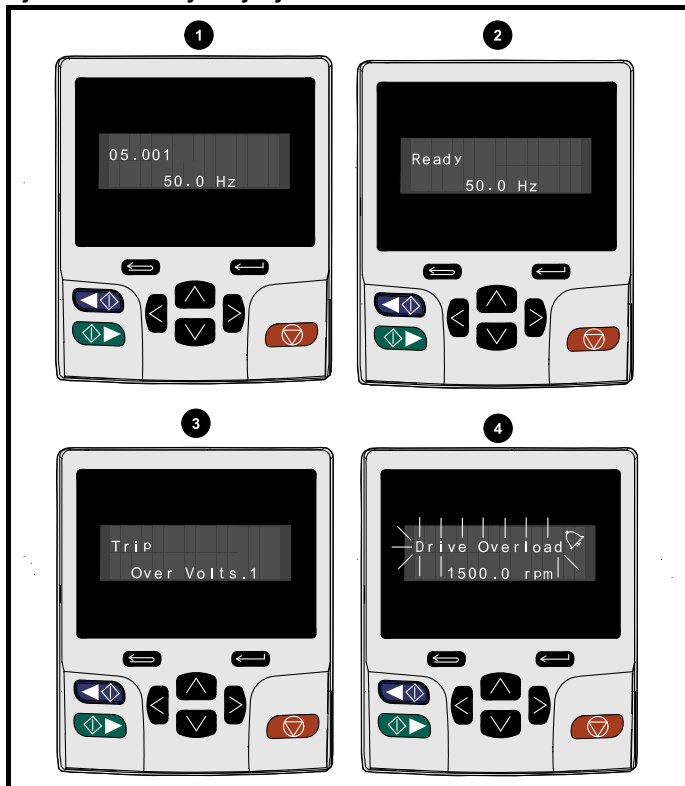 1
2
05.001
50.0 Hz
Ready
50.0 Hz
3
4
Trip
Over Volts.1
Drive Overload
1500.0 rpm